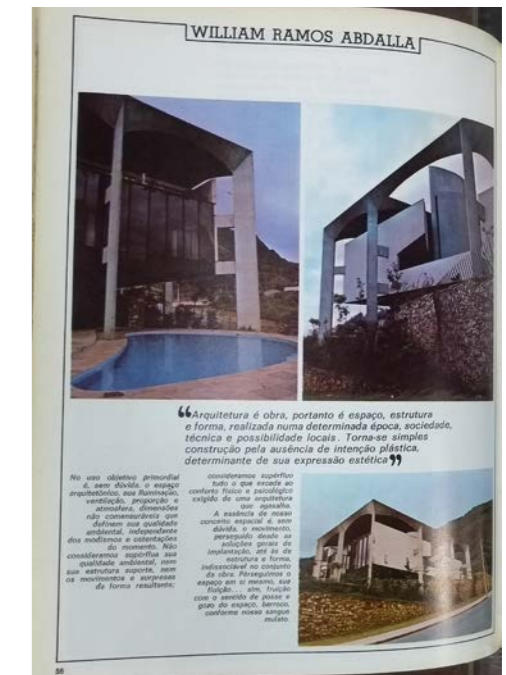 WILLIAM RAMOS ABDALLA
“Arquitetura é obra, portanto é espaço, estrutura
e forma, realizada numa determinada época, sociedade,
técnica e possibilidade locais. Torna-se simples
construção pela ausência de intenção plástica,
determinante de sua expressão estética”
No uso objetivo primordial
é, sem dúvida, o espaço
arquitetônico, sua iluminação,
ventilação, proporção e
atmosfera, dimensões
não comensuráveis que
definem sua qualidade
ambiental, independente
dos modismos e ostentações
do momento. Não
consideramos supérflua sua
qualidade ambiental, nem
sua estrutura suporte, nem
os movimentos e surpresas
da forma resultante;
consideramos supérfluo
tudo o que excede ao
conforto físico e psicológico
exigido de uma arquitetura
que agasalha.
A essência de nosso
conceito espacial é, sem
dúvida, o movimento,
perseguido desde as
soluções gerais de
implantação, até às de
estrutura e forma,
indissociável no conjunto
da obra. Perseguimos o
espaço em si mesmo, sua
fluição... sim, fruição
com o sentido de posse e
gozo do espaço, barroco,
conforme nosso sangue
mulato.
56